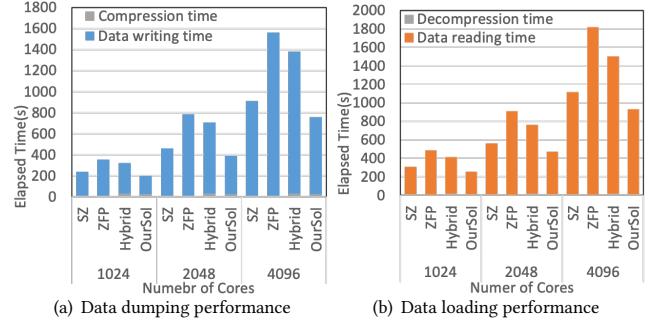 1800
1600
1400
1200
1000
800
600
400
200
0
Elapsed Time(s)
Compression time
Data writing time
SZ ZFP Hybrid OurSol SZ ZFP Hybrid OurSol SZ ZFP Hybrid OurSol
1024 2048 4096
Numebr of Cores
(a) Data dumping performance
2000
1800
1600
1400
1200
1000
800
600
400
200
0
Elapsed Time(s)
Decompression time
Data reading time
SZ ZFP Hybrid OurSol SZ ZFP Hybrid OurSol SZ ZFP Hybrid OurSol
1024 2048 4096
Numer of Cores
(b) Data loading performance